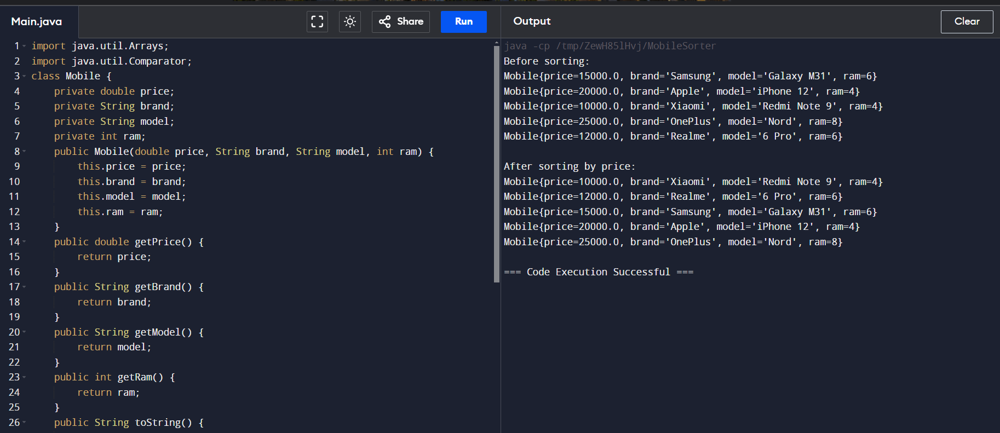 Main.java
Share
Run
Output
Clear
1 import java.util.Arrays;
2 import java.util.Comparator;
3 class Mobile {
4     private double price;
5     private String brand;
6     private String model;
7     private int ram;
8     public Mobile(double price, String brand, String model, int ram) {
9         this.price = price;
10         this.brand = brand;
11         this.model = model;
12         this.ram = ram;
13     }
14     public double getPrice() {
15         return price;
16     }
17     public String getBrand() {
18         return brand;
19     }
20     public String getModel() {
21         return model;
22     }
23     public int getRam() {
24         return ram;
25     }
26     public String toString() {
java -cp /tmp/ZewH85lHvj/MobileSorter
Before sorting:
Mobile{price=15000.0, brand='Samsung', model='Galaxy M31', ram=6}
Mobile{price=20000.0, brand='Apple', model='iPhone 12', ram=4}
Mobile{price=10000.0, brand='Xiaomi', model='Redmi Note 9', ram=4}
Mobile{price=25000.0, brand='OnePlus', model='Nord', ram=8}
Mobile{price=12000.0, brand='Realme', model='6 Pro', ram=6}
After sorting by price:
Mobile{price=10000.0, brand='Xiaomi', model='Redmi Note 9', ram=4}
Mobile{price=12000.0, brand='Realme', model='6 Pro', ram=6}
Mobile{price=15000.0, brand='Samsung', model='Galaxy M31', ram=6}
Mobile{price=20000.0, brand='Apple', model='iPhone 12', ram=4}
Mobile{price=25000.0, brand='OnePlus', model='Nord', ram=8}
=== Code Execution Successful ===